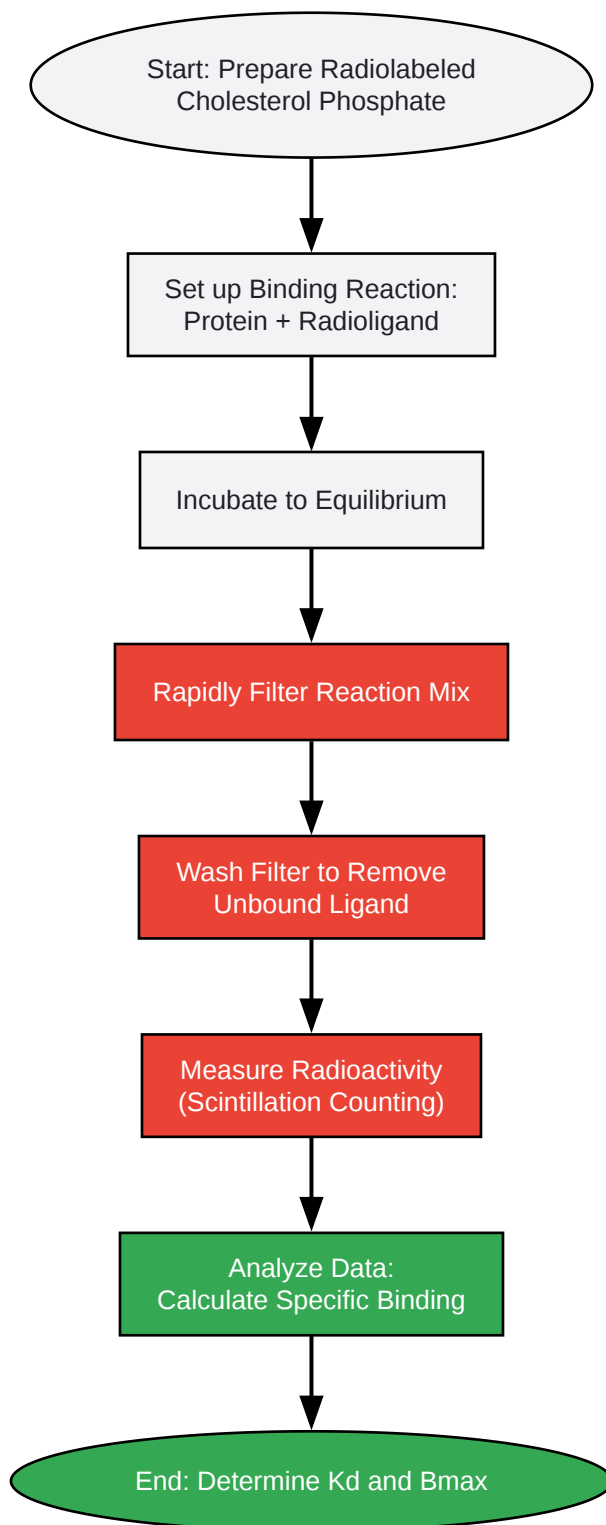 Start: Prepare Radiolabeled
Cholesterol Phosphate
Set up Binding Reaction:
Protein + Radioligand
Incubate to Equilibrium
Rapidly Filter Reaction Mix
Wash Filter to Remove
Unbound Ligand
Measure Radioactivity
(Scintillation Counting)
Analyze Data:
Calculate Specific Binding
End: Determine Kd and Bmax